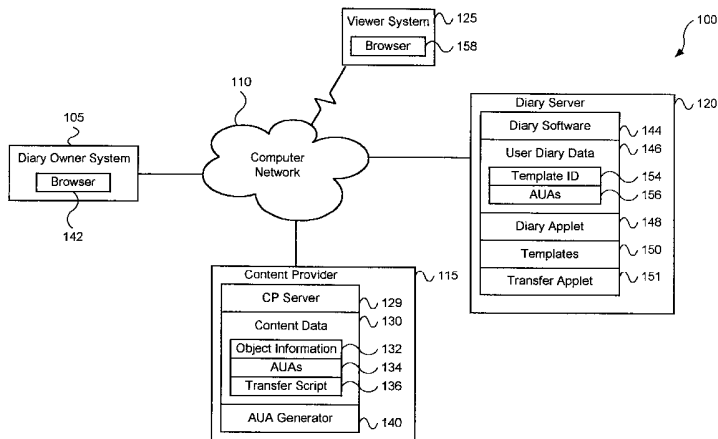 Viewer System
125
Browser
158
100
110
Diary Server
120
105
Diary Software
144
Diary Owner System
User Diary Data
146
Browser
Computer
Network
Template ID
154
AUAs
156
142
Diary Applet
148
Templates
150
Content Provider
115
Transfer Applet
151
CP Server
129
Content Data
130
Object Information
132
AUAs
134
Transfer Script
136
AUA Generator
140